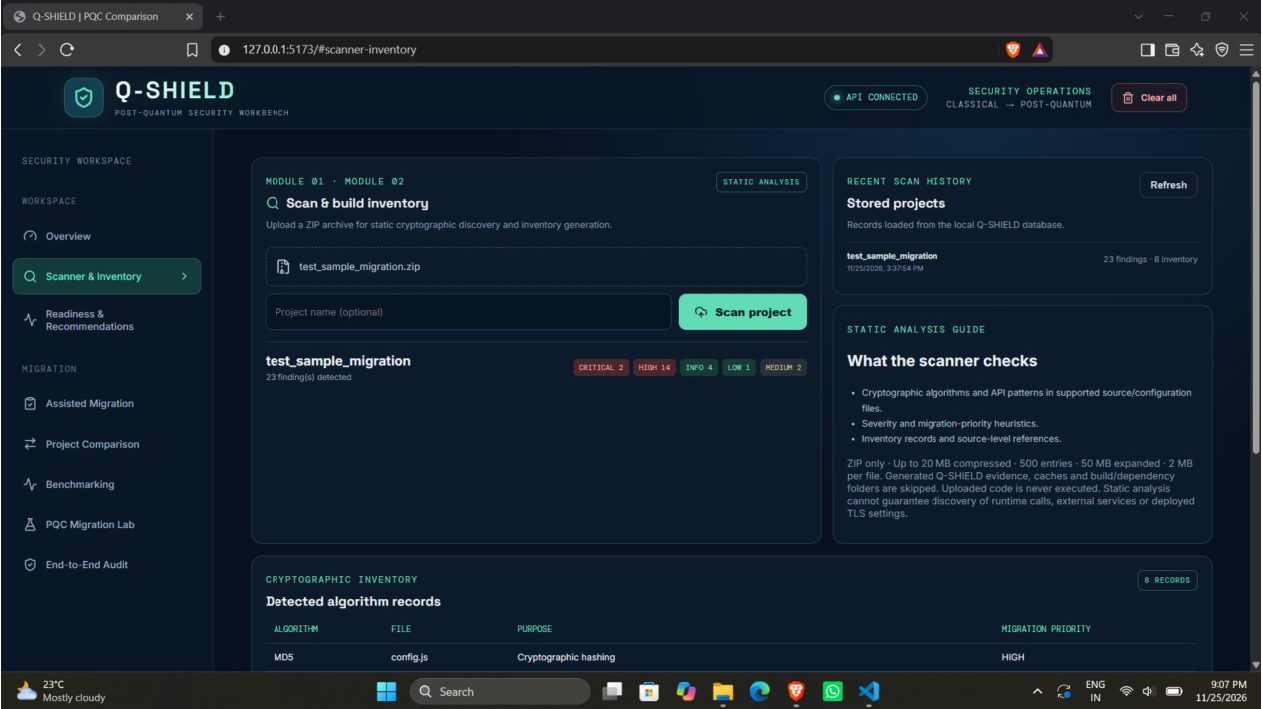 Q-SHIELD | PQC Comparison
127.0.0.1:5173/#scanner-inventory
Q-SHIELD
POST-QUANTUM SECURITY WORKBENCH
API CONNECTED
SECURITY OPERATIONS
CLASSICAL → POST-QUANTUM
Clear all
SECURITY WORKSPACE
WORKSPACE
Overview
Scanner & Inventory
Readiness &
Recommendations
MIGRATION
Assisted Migration
Project Comparison
Benchmarking
PQC Migration Lab
End-to-End Audit
MODULE 01 · MODULE 02
STATIC ANALYSIS
Scan & build inventory
Upload a ZIP archive for static cryptographic discovery and inventory generation.
test_sample_migration.zip
Project name (optional)
Scan project
test_sample_migration
23 finding(s) detected
CRITICAL 2
HIGH 14
INFO 4
LOW 1
MEDIUM 2
RECENT SCAN HISTORY
Stored projects
Refresh
Records loaded from the local Q-SHIELD database.
test_sample_migration
11/25/2026, 3:37:54 PM
23 findings · 8 inventory
STATIC ANALYSIS GUIDE
What the scanner checks
• Cryptographic algorithms and API patterns in supported source/configuration
files.
• Severity and migration-priority heuristics.
• Inventory records and source-level references.
ZIP only · Up to 20 MB compressed · 500 entries · 50 MB expanded · 2 MB
per file. Generated Q-SHIELD evidence, caches and build/dependency
folders are skipped. Uploaded code is never executed. Static analysis
cannot guarantee discovery of runtime calls, external services or deployed
TLS settings.
CRYPTOGRAPHIC INVENTORY
8 RECORDS
Detected algorithm records
ALGORITHM FILE PURPOSE MIGRATION PRIORITY
MD5 config.js Cryptographic hashing HIGH
23°C
Mostly cloudy
Search
ENG
IN
9:07 PM
11/25/2026